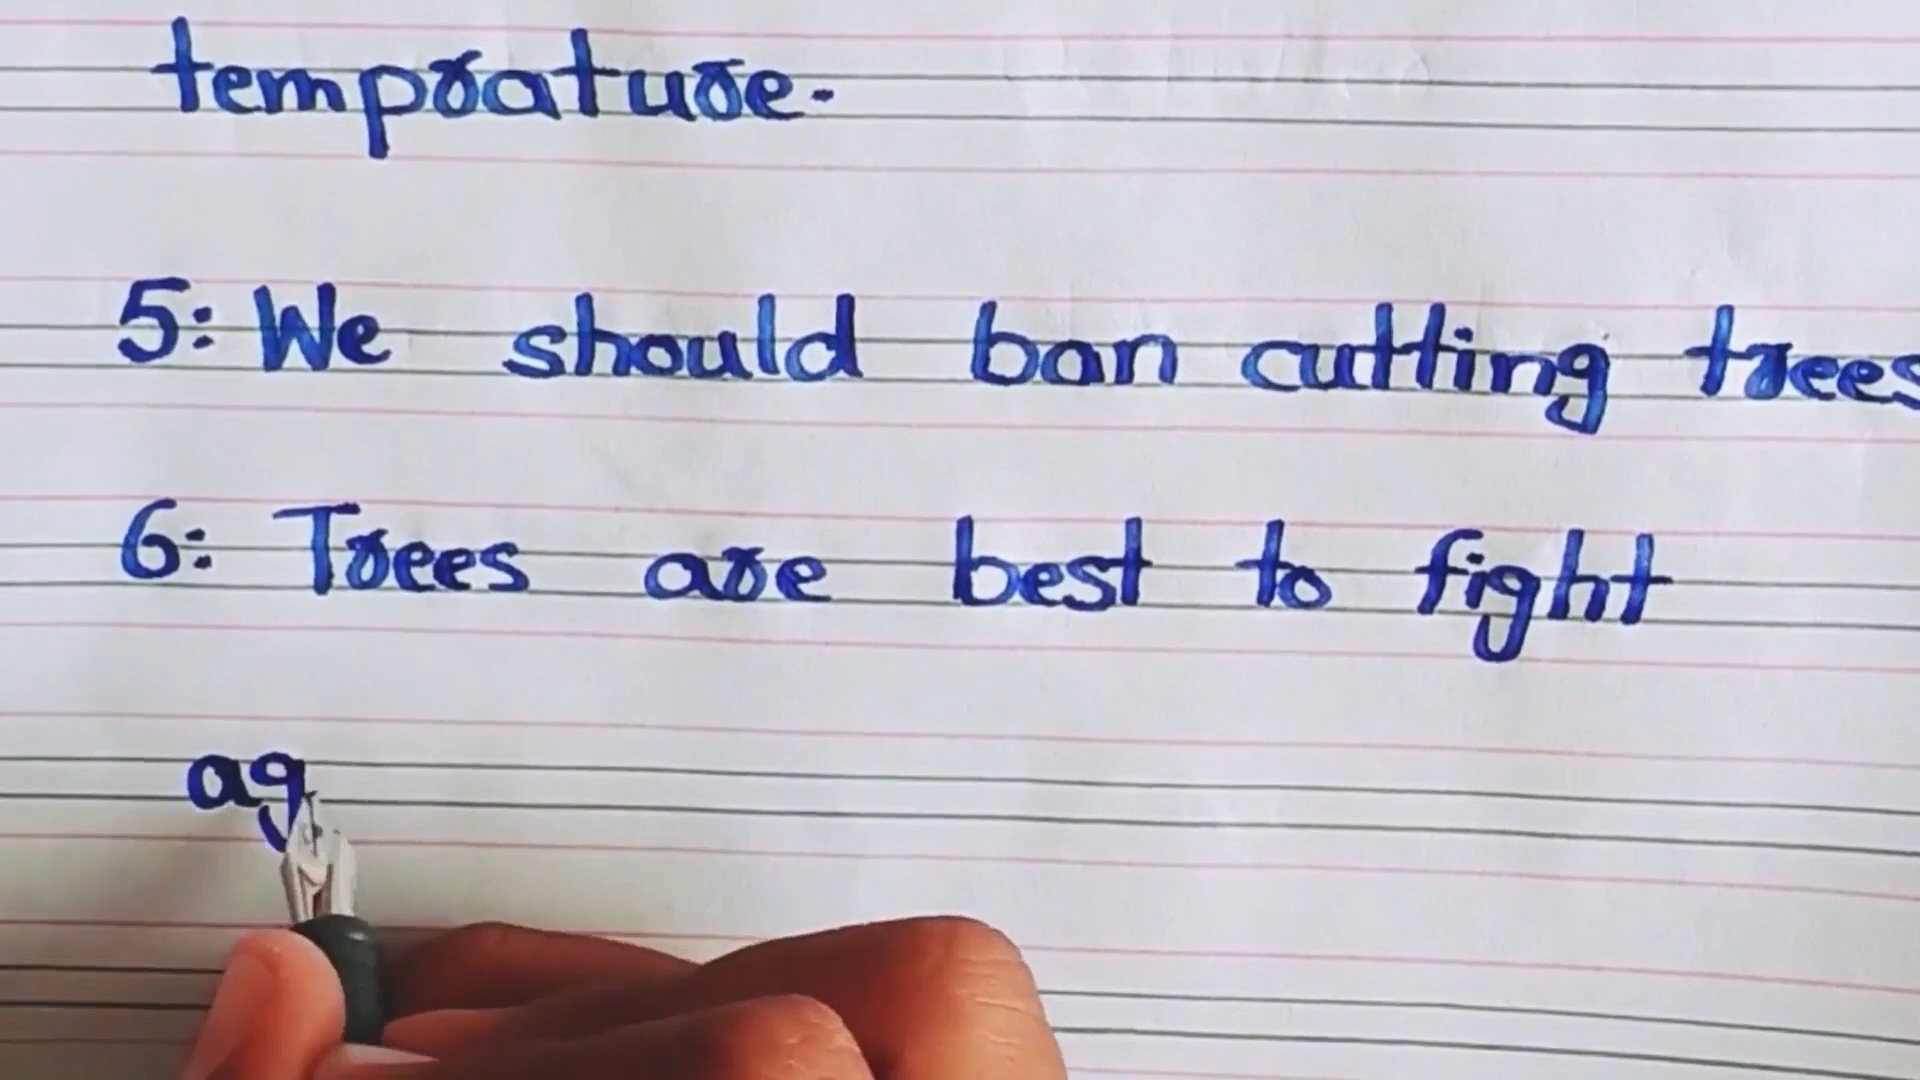 temprature.
5: We should ban cutting trees
6: Trees are best to fight
ag